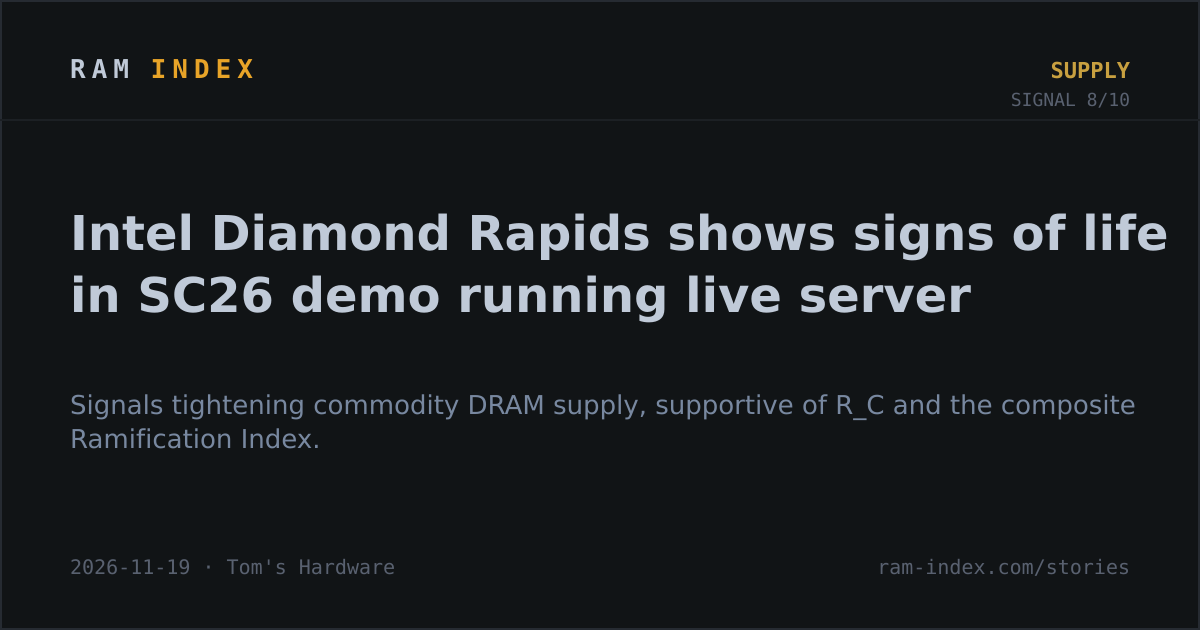 RAM INDEX
SUPPLY
SIGNAL 8/10
Intel Diamond Rapids shows signs of life
in SC26 demo running live server
Signals tightening commodity DRAM supply, supportive of R_C and the composite
Ramification Index.
2026-11-19 · Tom's Hardware
ram-index.com/stories